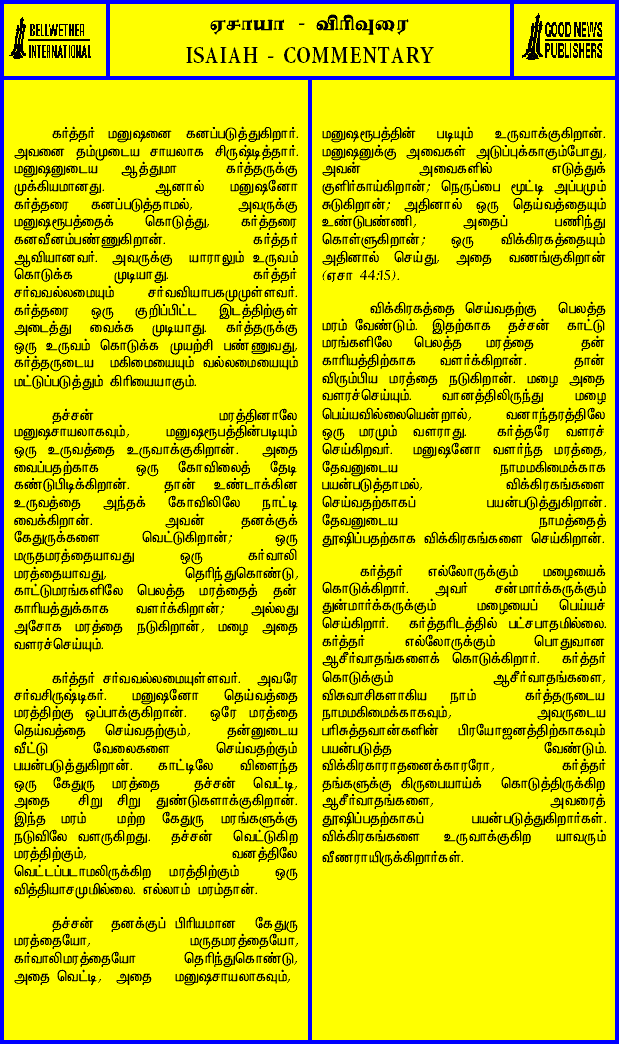 BELLWETHER
INTERNATIONAL
ஏசாயா - விரிவுரை
ISAIAH - COMMENTARY
GOOD NEWS
PUBLISHERS
கர்த்தர் மனுஷனை கனப்படுத்துகிறார்.
அவனை தம்முடைய சாயலாக சிருஷ்டித்தார்.
மனுஷனுடைய ஆத்துமா கர்த்தருக்கு
முக்கியமானது. ஆனால் மனுஷனோ
கர்த்தரை கனப்படுத்தாமல், அவருக்கு
மனுஷரூபத்தைக் கொடுத்து, கர்த்தரை
கனவீனம்பண்ணுகிறான். கர்த்தர்
ஆவியானவர். அவருக்கு யாராலும் உருவம்
கொடுக்க முடியாது. கர்த்தர்
சர்வவல்லமையும் சர்வவியாபகமுமுள்ளவர்.
கர்த்தரை ஒரு குறிப்பிட்ட இடத்திற்குள்
அடைத்து வைக்க முடியாது. கர்த்தருக்கு
ஒரு உருவம் கொடுக்க முயற்சி பண்ணுவது,
கர்த்தருடைய மகிமையையும் வல்லமையையும்
மட்டுப்படுத்தும் கிரியையாகும்.
தச்சன் மரத்தினாலே
மனுஷசாயலாகவும், மனுஷரூபத்தின்படியும்
ஒரு உருவத்தை உருவாக்குகிறான். அதை
வைப்பதற்காக ஒரு கோவிலைத் தேடி
கண்டுபிடிக்கிறான். தான் உண்டாக்கின
உருவத்தை அந்தக் கோவிலிலே நாட்டி
வைக்கிறான். அவன் தனக்குக்
கேதுருக்களை வெட்டுகிறான்; ஒரு
மருதமரத்தையாவது ஒரு கர்வாலி
மரத்தையாவது, தெரிந்துகொண்டு,
காட்டுமரங்களிலே பெலத்த மரத்தைத் தன்
காரியத்துக்காக வளர்க்கிறான்; அல்லது
அசோக மரத்தை நடுகிறான், மழை அதை
வளரச்செய்யும்.
கர்த்தர் சர்வவல்லமையுள்ளவர். அவரே
சர்வசிருஷ்டிகர். மனுஷனோ தெய்வத்தை
மரத்திற்கு ஒப்பாக்குகிறான். ஒரே மரத்தை
தெய்வத்தை செய்வதற்கும், தன்னுடைய
வீட்டு வேலைகளை செய்வதற்கும்
பயன்படுத்துகிறான். காட்டிலே விளைந்த
ஒரு கேதுரு மரத்தை தச்சன் வெட்டி,
அதை சிறு சிறு துண்டுகளாக்குகிறான்.
இந்த மரம் மற்ற கேதுரு மரங்களுக்கு
நடுவிலே வளருகிறது. தச்சன் வெட்டுகிற
மரத்திற்கும், வனத்திலே
வெட்டப்படாமலிருக்கிற மரத்திற்கும் ஒரு
வித்தியாசமுமில்லை. எல்லாம் மரம்தான்.
தச்சன் தனக்குப் பிரியமான கேதுரு
மரத்தையோ, மருதமரத்தையோ,
கர்வாலிமரத்தையோ தெரிந்துகொண்டு,
அதை வெட்டி, அதை மனுஷசாயலாகவும்,
மனுஷரூபத்தின் படியும் உருவாக்குகிறான்.
மனுஷனுக்கு அவைகள் அடுப்புக்காகும்போது,
அவன் அவைகளில் எடுத்துக்
குளிர்காய்கிறான்; நெருப்பை மூட்டி அப்பமும்
சுடுகிறான்; அதினால் ஒரு தெய்வத்தையும்
உண்டுபண்ணி, அதைப் பணிந்து
கொள்ளுகிறான்; ஒரு விக்கிரகத்தையும்
அதினால் செய்து, அதை வணங்குகிறான்
(ஏசா 44:15).
விக்கிரகத்தை செய்வதற்கு பெலத்த
மரம் வேண்டும். இதற்காக தச்சன் காட்டு
மரங்களிலே பெலத்த மரத்தை தன்
காரியத்திற்காக வளர்க்கிறான். தான்
விரும்பிய மரத்தை நடுகிறான். மழை அதை
வளரச்செய்யும். வானத்திலிருந்து மழை
பெய்யவில்லையென்றால், வனாந்தரத்திலே
ஒரு மரமும் வளராது. கர்த்தரே வளரச்
செய்கிறவர். மனுஷனோ வளர்ந்த மரத்தை,
தேவனுடைய நாமமகிமைக்காக
பயன்படுத்தாமல், விக்கிரகங்களை
செய்வதற்காகப் பயன்படுத்துகிறான்.
தேவனுடைய நாமத்தைத்
தூஷிப்பதற்காக விக்கிரகங்களை செய்கிறான்.
கர்த்தர் எல்லோருக்கும் மழையைக்
கொடுக்கிறார். அவர் சன்மார்க்கருக்கும்
துன்மார்க்கருக்கும் மழையைப் பெய்யச்
செய்கிறார். கர்த்தரிடத்தில் பட்சபாதமில்லை.
கர்த்தர் எல்லோருக்கும் பொதுவான
ஆசீர்வாதங்களைக் கொடுக்கிறார். கர்த்தர்
கொடுக்கும் ஆசீர்வாதங்களை,
விசுவாசிகளாகிய நாம் கர்த்தருடைய
நாமமகிமைக்காகவும், அவருடைய
பரிசுத்தவான்களின் பிரயோஜனத்திற்காகவும்
பயன்படுத்த வேண்டும்.
விக்கிரகாராதனைக்காரரோ, கர்த்தர்
தங்களுக்கு கிருபையாய்க் கொடுத்திருக்கிற
ஆசீர்வாதங்களை, அவரைத்
தூஷிப்பதற்காகப் பயன்படுத்துகிறார்கள்.
விக்கிரகங்களை உருவாக்குகிற யாவரும்
வீணராயிருக்கிறார்கள்.